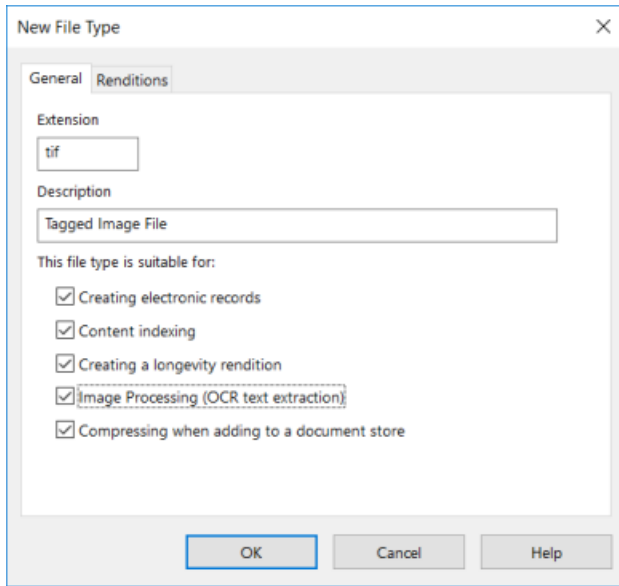 New File Type
General Renditions
Extension
tif
Description
Tagged Image File
This file type is suitable for:
Creating electronic records
Content indexing
Creating a longevity rendition
Image Processing (OCR text extraction)
Compressing when adding to a document store
OK Cancel Help